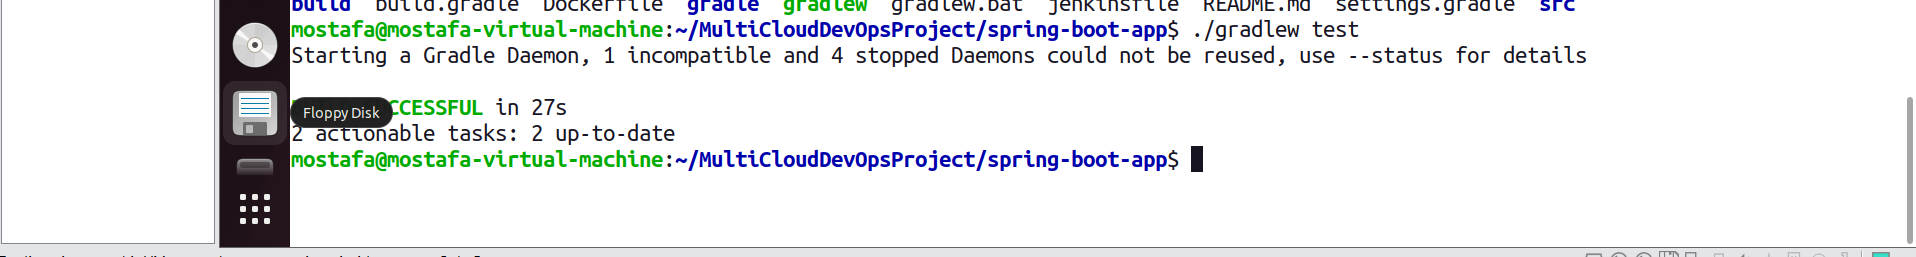 build build.gradle Dockerfile gradle gradlew gradlew.bat jenkinsfile README.md settings.gradle src
mostafa@mostafa-virtual-machine:~/MultiCloudDevOpsProject/spring-boot-app$ ./gradlew test
Starting a Gradle Daemon, 1 incompatible and 4 stopped Daemons could not be reused, use --status for details
Floppy Disk
CCESSFUL in 27s
2 actionable tasks: 2 up-to-date
mostafa@mostafa-virtual-machine:~/MultiCloudDevOpsProject/spring-boot-app$